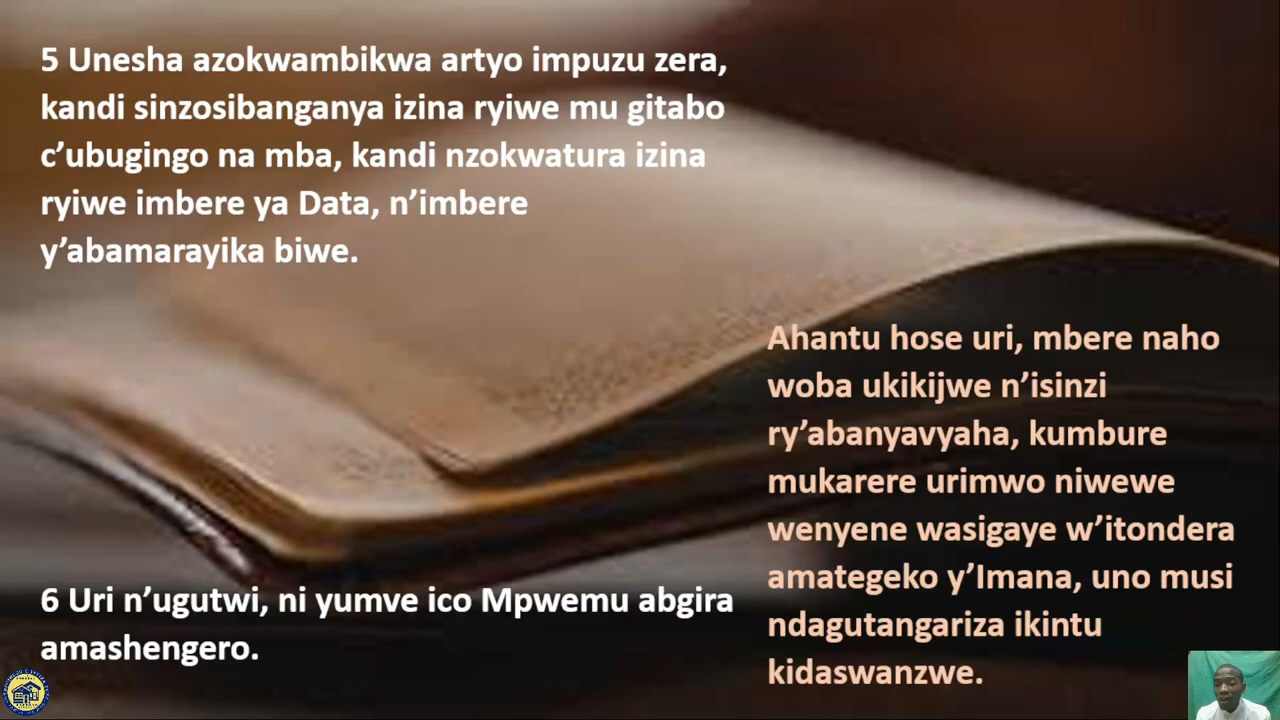 5 Unesha azokwambikwa artyo impuzu zera,
kandi sinzosibanganya izina ryiwe mu gitabo
c’ubugingo na mba, kandi nzokwatura izina
ryiwe imbere ya Data, n’imbere
y’abamarayika biwe.
Ahantu hose uri, mbere naho
woba ukikijwe n’isinzi
ry’abanyavyaha, kumbure
mukarere urimwo niwewe
wenyene wasigaye w’itondera
amategeko y’Imana, uno musi
ndagutangariza ikintu
kidaswanzwe.
6 Uri n’ugutwi, ni yumve ico Mpwemu abgira
amashengero.